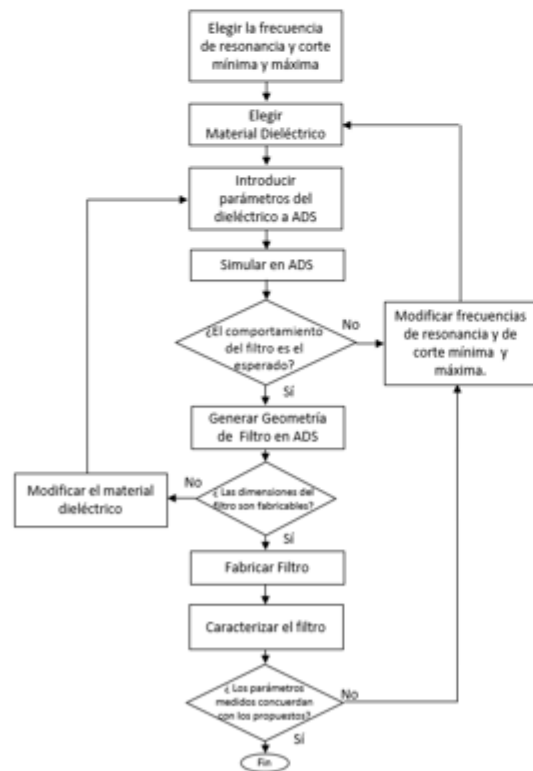 Elegir la frecuencia
de resonancia y corte
mínima y máxima
Elegir
Material Dieléctrico
Introducir
parámetros del
dieléctrico a ADS
Simular en ADS
¿El comportamiento
del filtro es el
esperado?
No
Modificar frecuencias
de resonancia y de
corte mínima y
máxima.
Sí
Generar Geometría
de Filtro en ADS
¿ Las dimensiones del
filtro son fabricables?
No
Modificar el material
dieléctrico
Sí
Fabricar Filtro
Caracterizar el filtro
¿ Los parámetros
medidos concuerdan
con los propuestos?
No
Sí
Fin